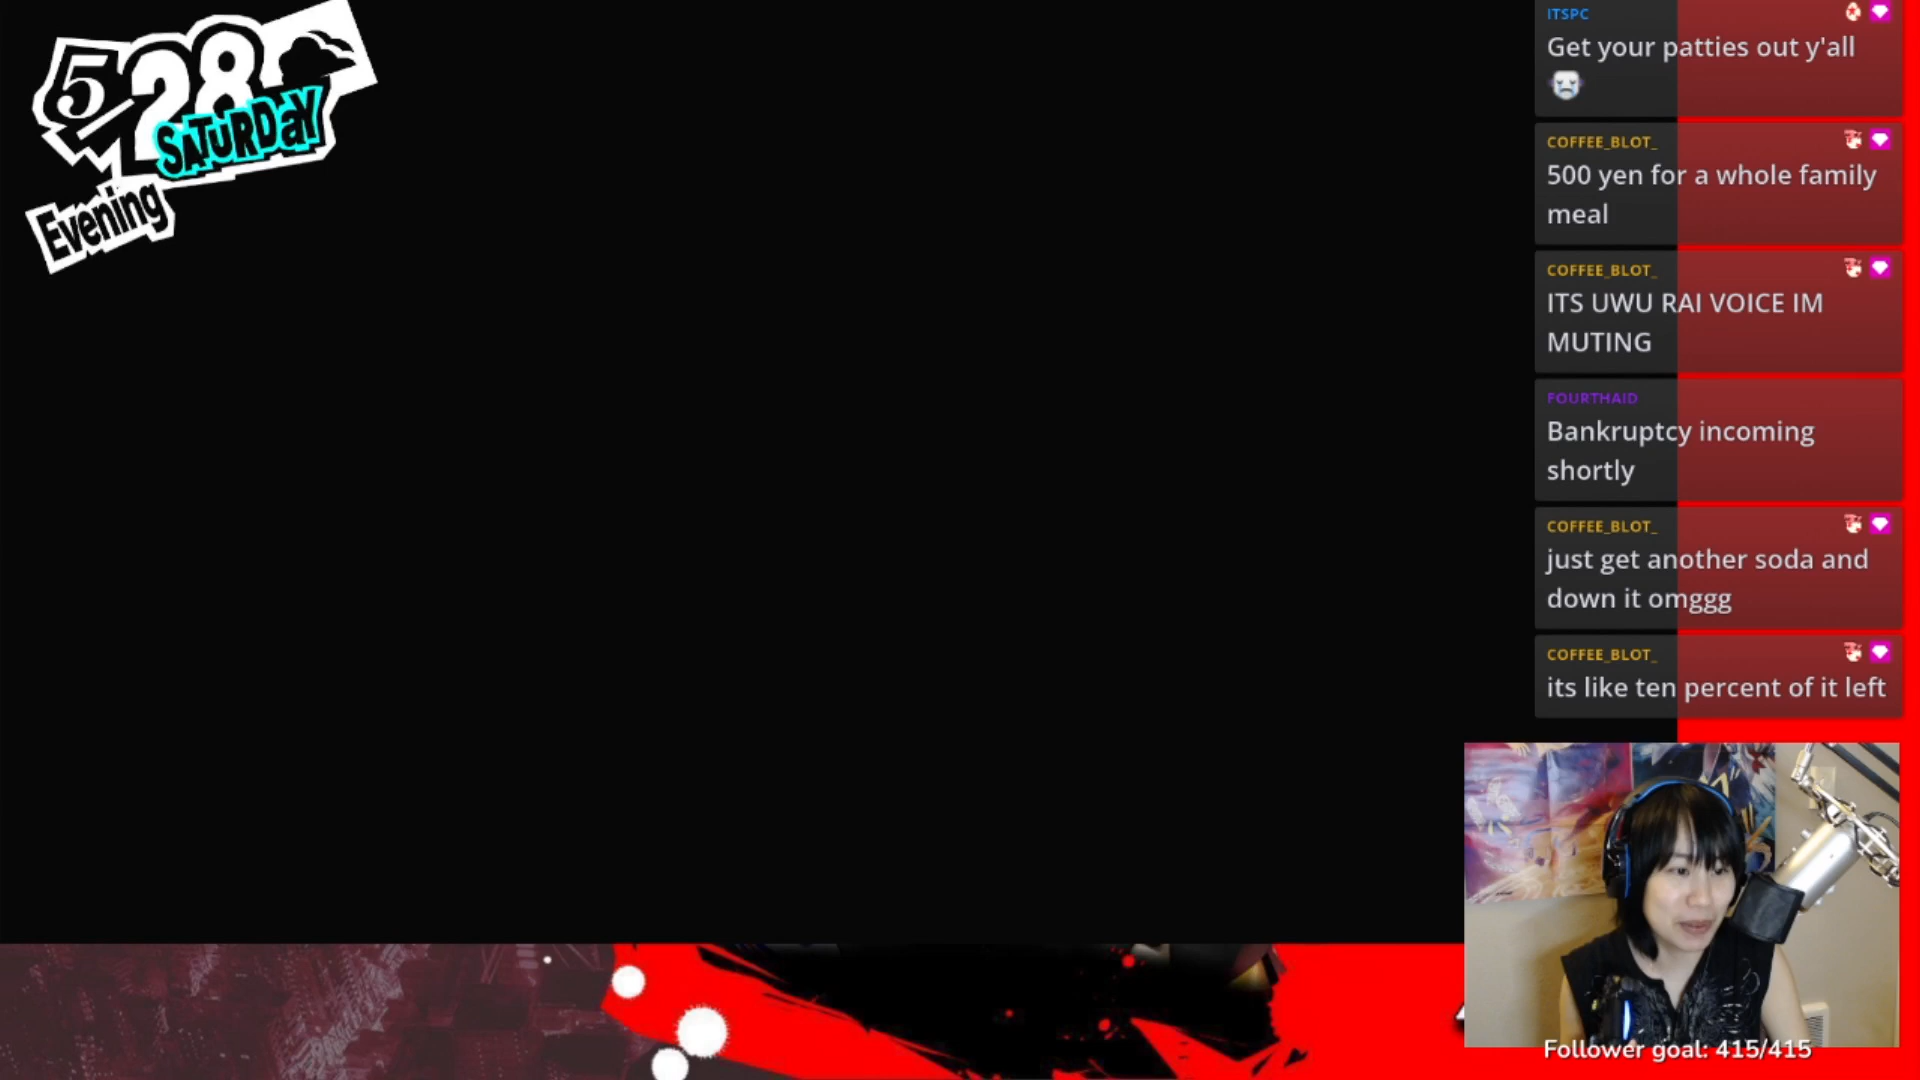 5/28
SATURDAY
Evening
ITSPC
Get your patties out y'all
COFFEE_BLOT_
500 yen for a whole family
meal
COFFEE_BLOT_
ITS UWU RAI VOICE IM
MUTING
FOURTHAID
Bankruptcy incoming
shortly
COFFEE_BLOT_
just get another soda and
down it omggg
COFFEE_BLOT_
its like ten percent of it left
Follower goal: 415/415